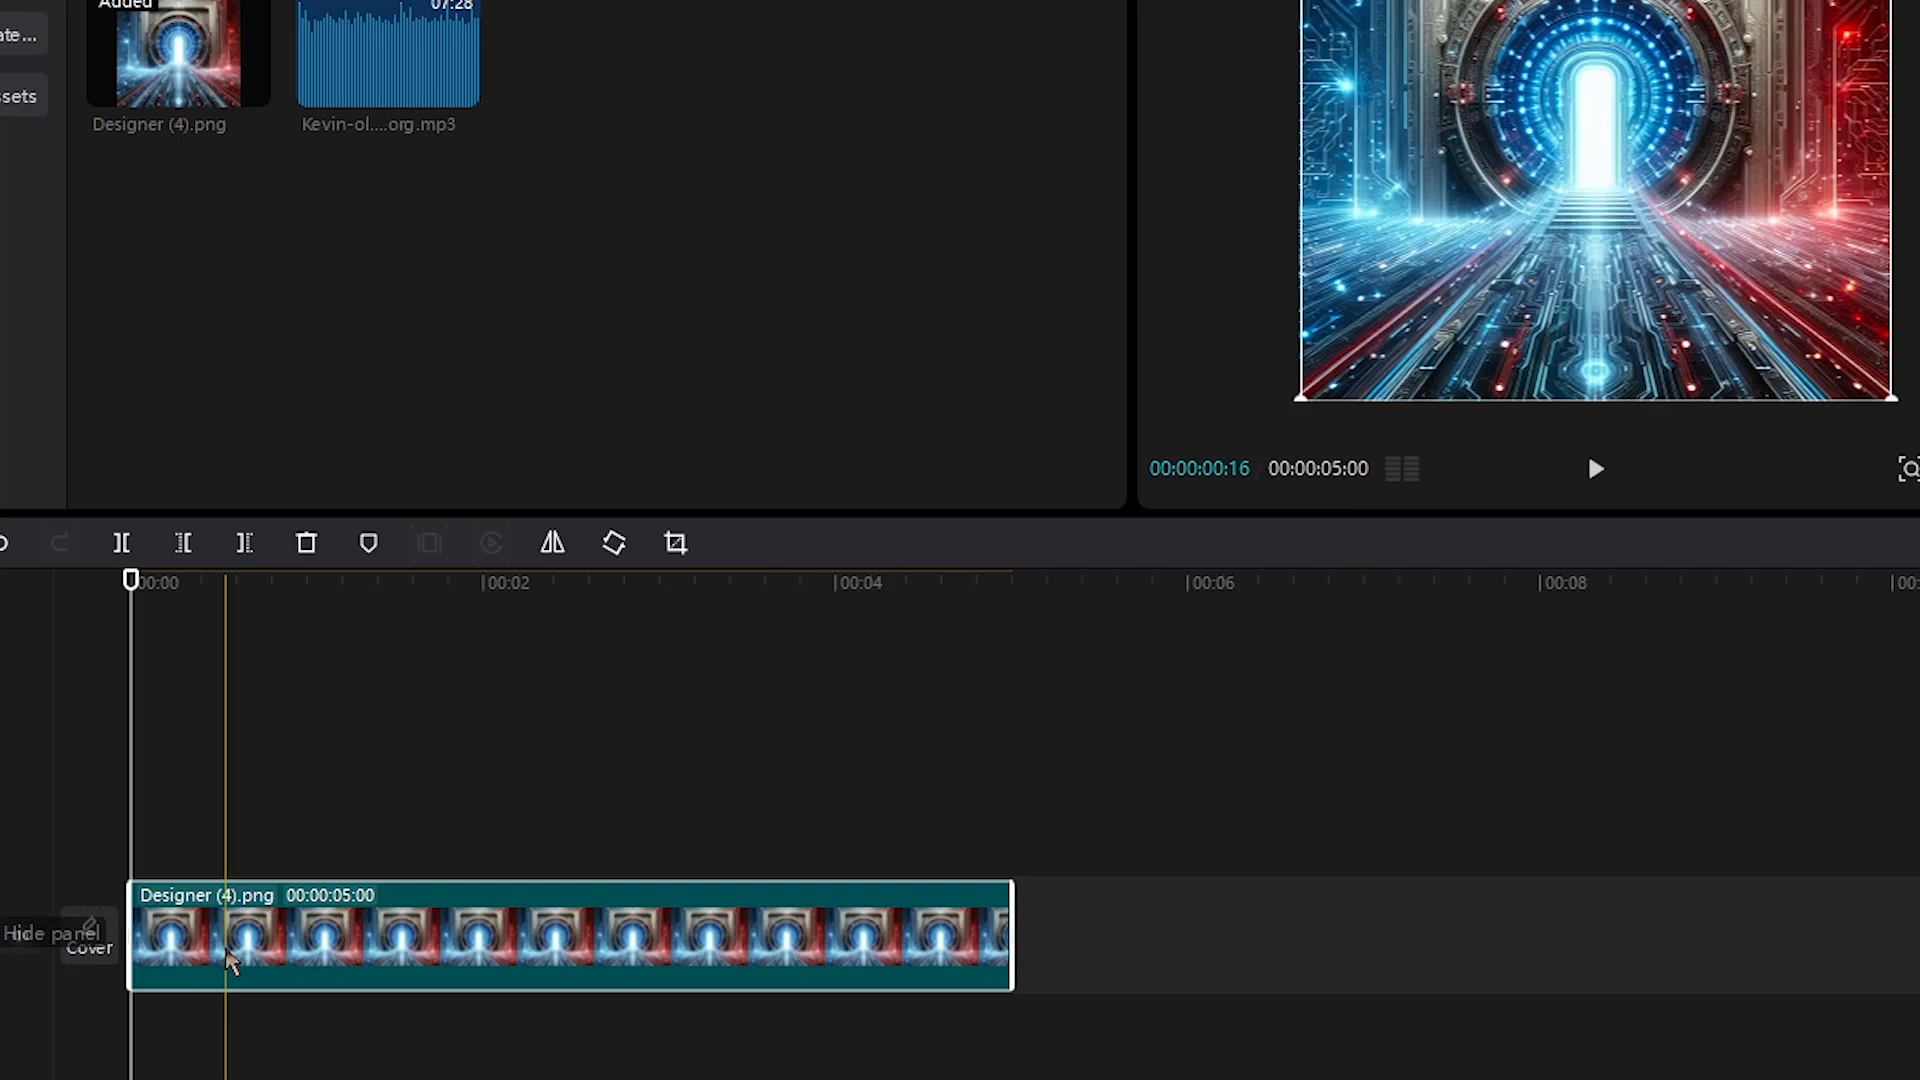 Added
07:28
ate...
ssets
Designer (4).png
Kevin-ol....org.mp3
00:00:00:16
00:00:05:00
00:00
00:02
00:04
00:06
00:08
00:
Designer (4).png 00:00:05:00
Hide panel
Cover